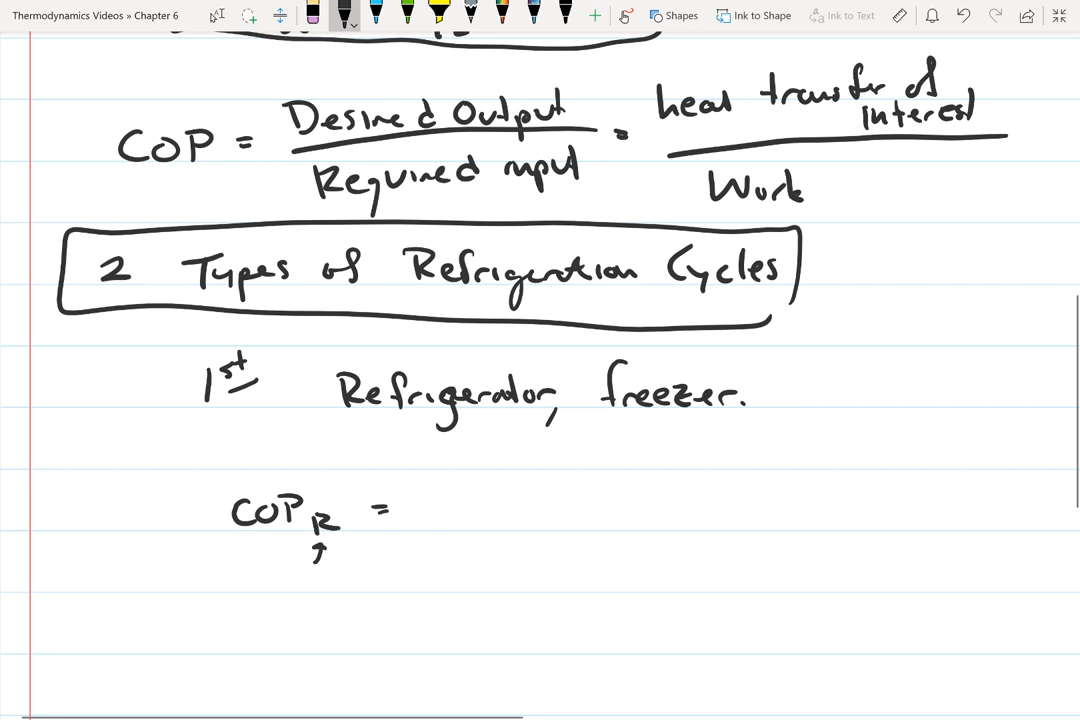 Thermodynamics Videos > Chapter 6
Shapes
Ink to Shape
Ink to Text
COP = Desired Output / Required input = heat transfer of interest / Work
2 Types of Refrigeration Cycles
1st Refrigerator, freezer.
COP R =